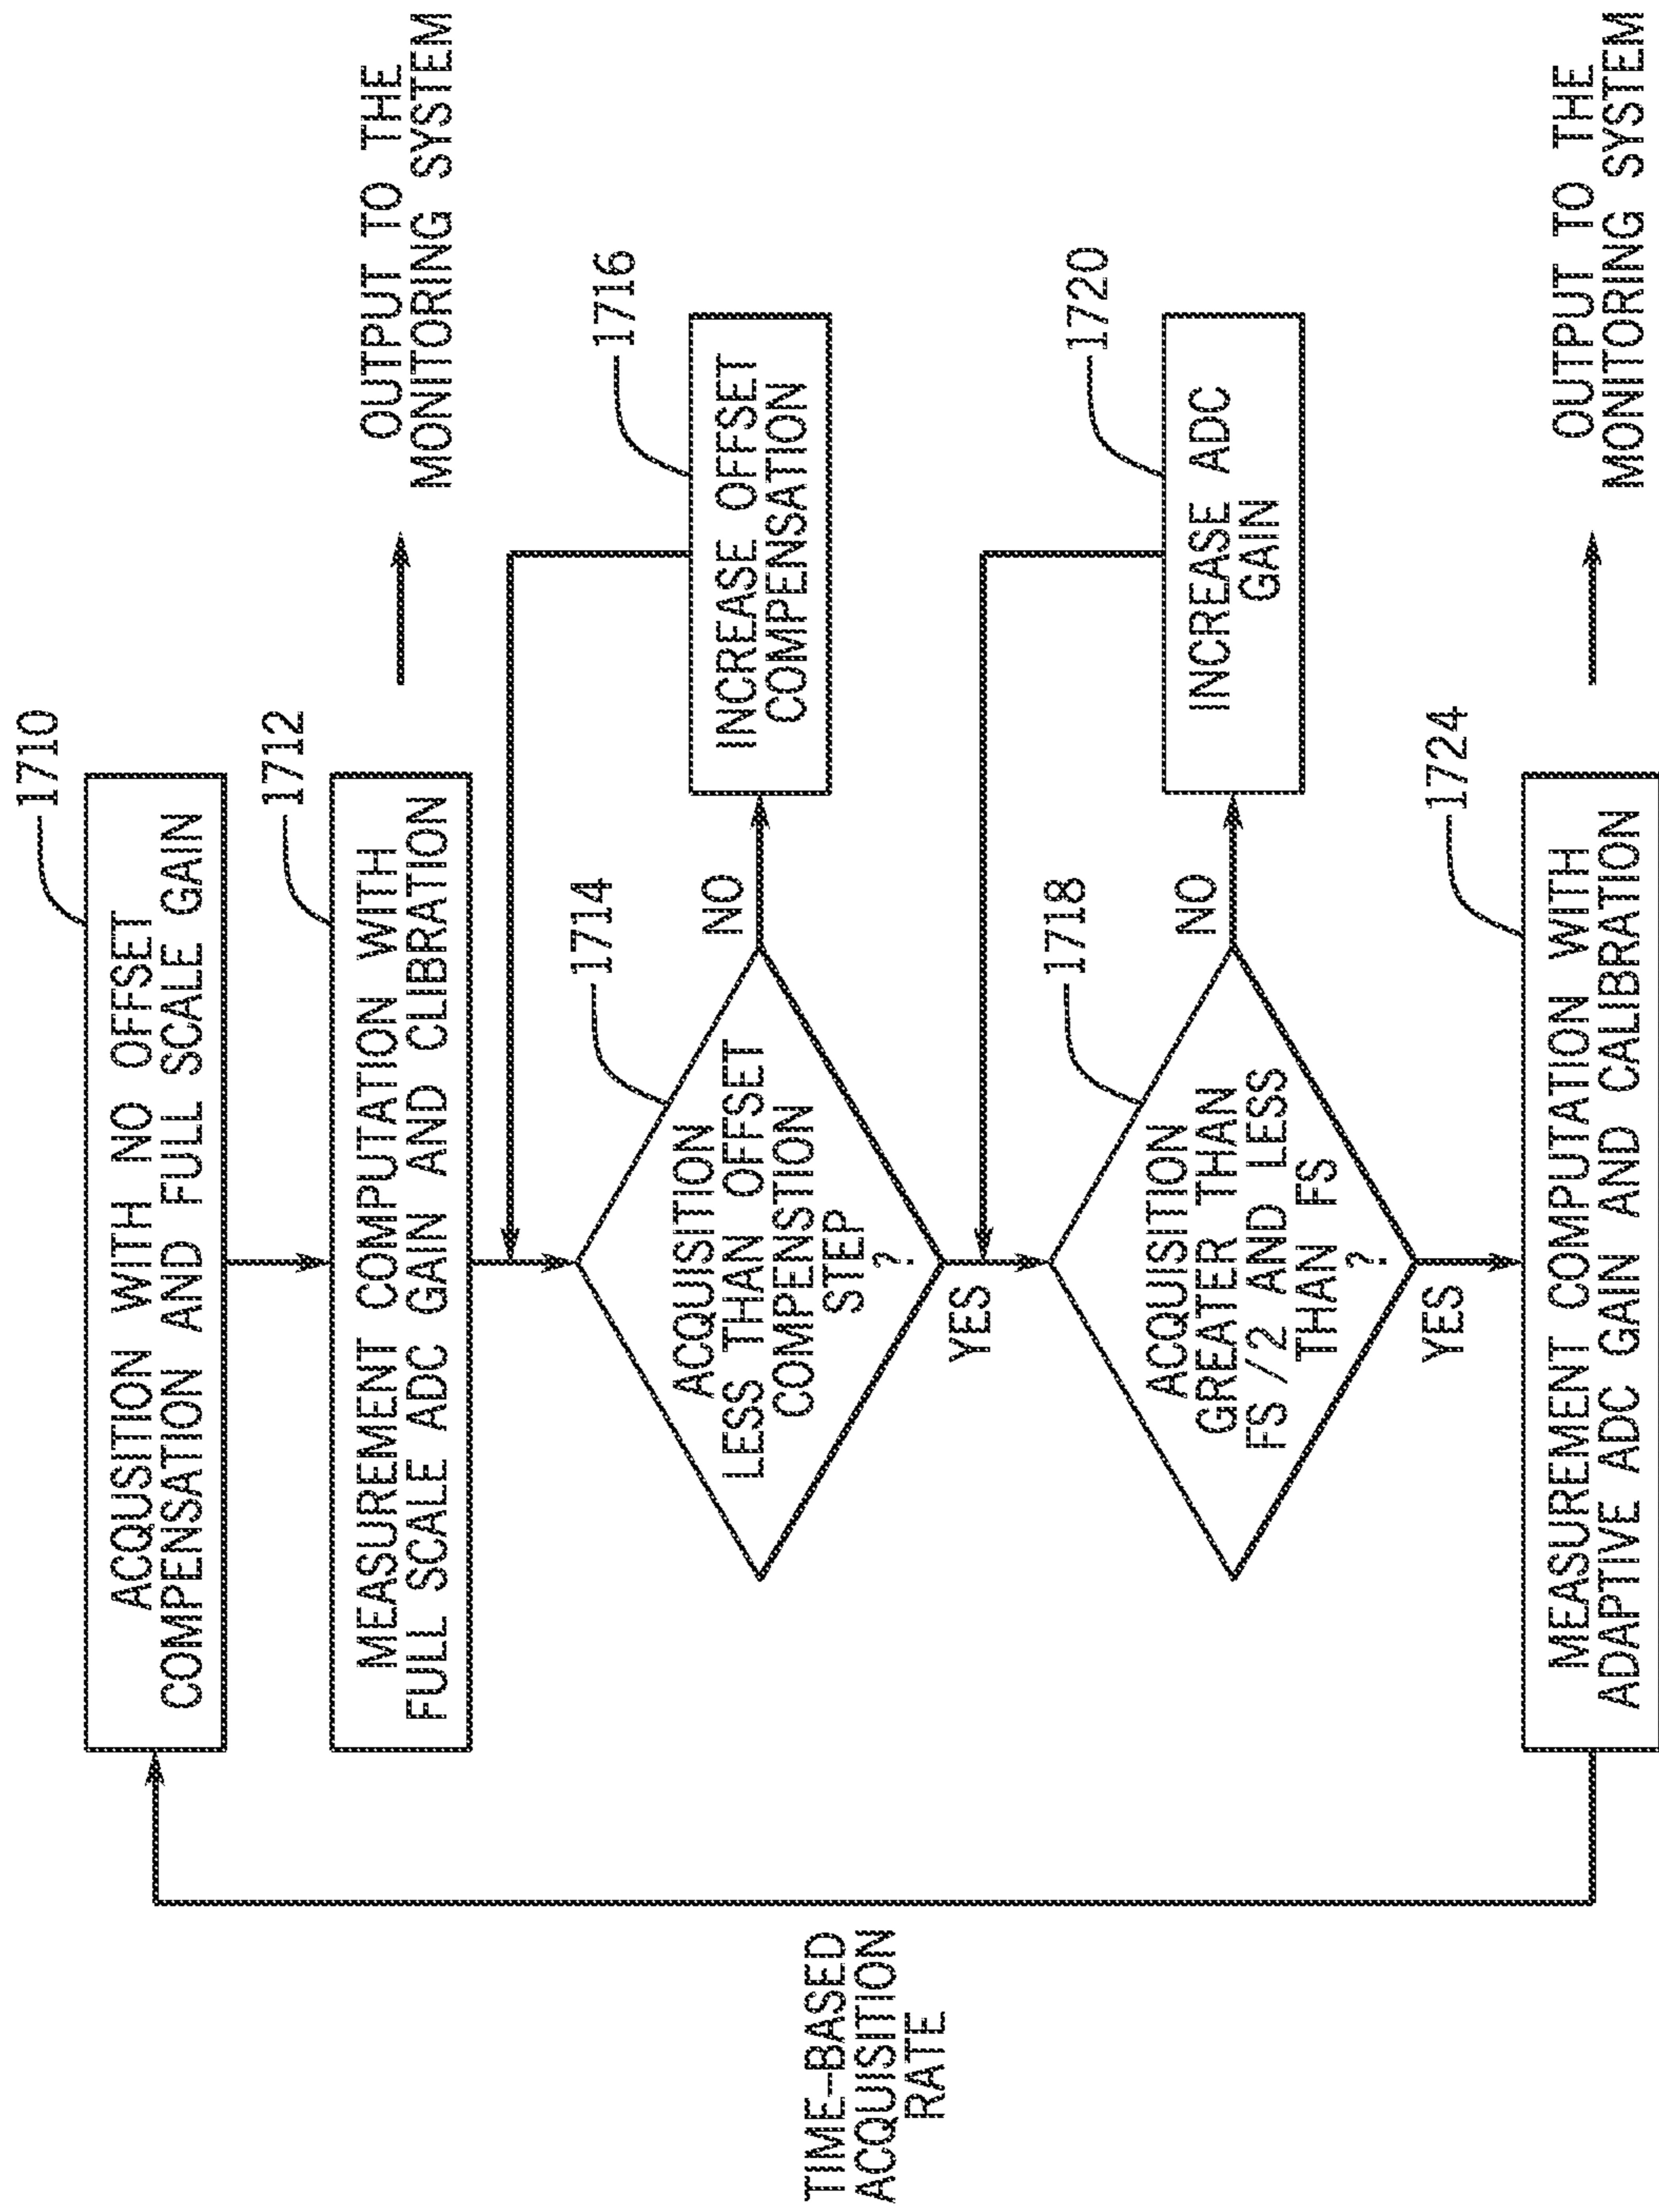 1710
ACQUSITION WITH NO OFFSET
COMPENSATION AND FULL SCALE GAIN
1712
MEASUREMENT COMPUTATION WITH
FULL SCALE ADC GAIN AND CLIBRATION
OUTPUT TO THE
MONITORING SYSTEM
1714
ACQUISITION
LESS THAN OFFSET
COMPENSTION
STEP
?
NO
1716
INCREASE OFFSET
COMPENSATION
YES
1718
ACQUISITION
GREATER THAN
FS/2 AND LESS
THAN FS
?
NO
1720
INCREASE ADC
GAIN
YES
1724
MEASUREMENT COMPUTATION WITH
ADAPTIVE ADC GAIN AND CALIBRATION
OUTPUT TO THE
MONITORING SYSTEM
TIME-BASED
ACQUISITION
RATE